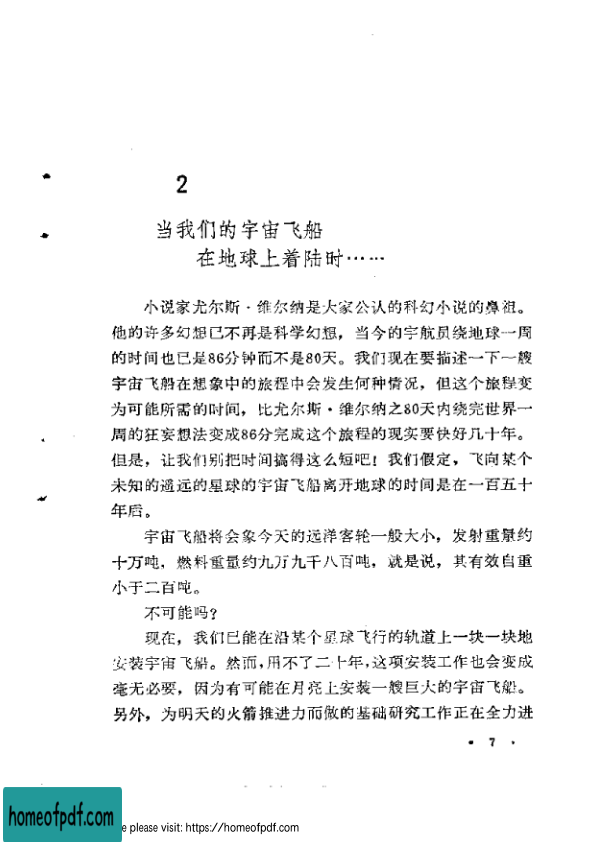 2
当我们的宇宙飞船
在地球上着陆时……
小说家尤尔斯·维尔纳是大家公认的科幻小说的鼻祖。
他的许多幻想已不再是科学幻想，当今的宇航员绕地球一周
的时间也已是86分钟而不是80天。我们现在要描述一下一艘
宇宙飞船在想象中的旅程中会发生何种情况，但这个旅程变
为可能所需的时间，比尤尔斯·维尔纳之80天内绕完世界一
周的狂妄想法变成86分完成这个旅程的现实要快好几十年。
但是，让我们别把时间搞得这么短吧！我们假定，飞向某个
未知的遥远的星球的宇宙飞船离开地球的时间是在一百五十
年后。
宇宙飞船将会象今天的远洋客轮一般大小，发射重量约
十万吨，燃料重量约九万九千八百吨，就是说，其有效自重
小于二百吨。
不可能吗？
现在，我们已能在沿某个星球飞行的轨道上一块一块地
安装宇宙飞船。然而，用不了二十年，这项安装工作也会变成
毫无必要，因为有可能在月亮上安装一艘巨大的宇宙飞船。
另外，为明天的火箭推进力而做的基础研究工作正在全力进
· 7 ·
homeofpdf.com
e please visit: https://homeofpdf.com